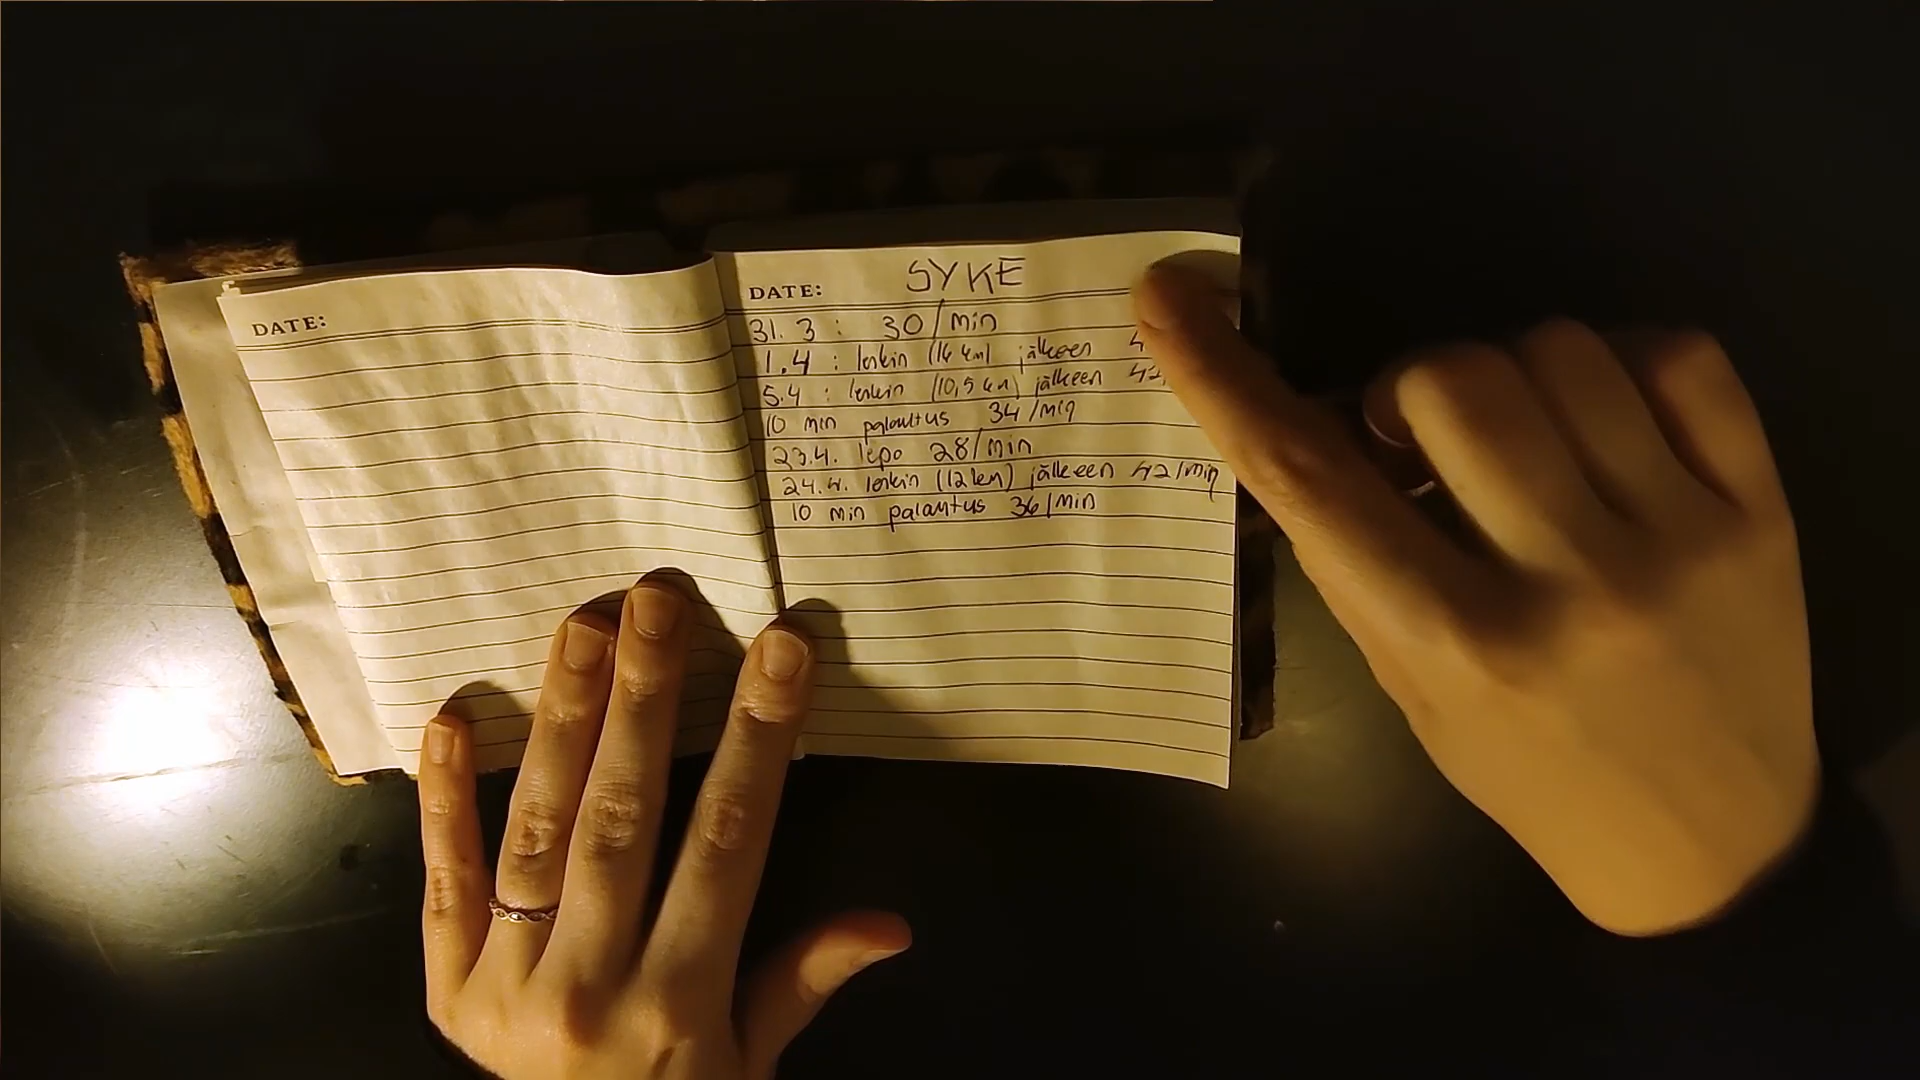 DATE:
DATE: SYKE
31.3 : 30/min
1.4 : lenkin (16 km) jälkeen
5.4 : lenkin (10,5 km) jälkeen
10 min palautus 34/min
23.4. lepo 28/min
24.4. lenkin (12 km) jälkeen 42/min
10 min palautus 36/min